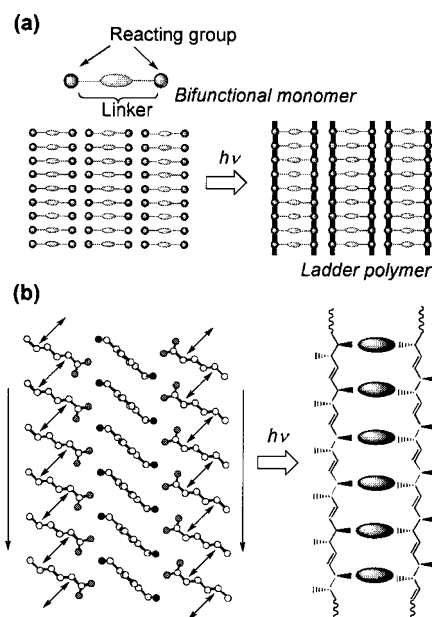 (a)
Reacting group
Linker
Bifunctional monomer
hν
Ladder polymer
(b)
hν